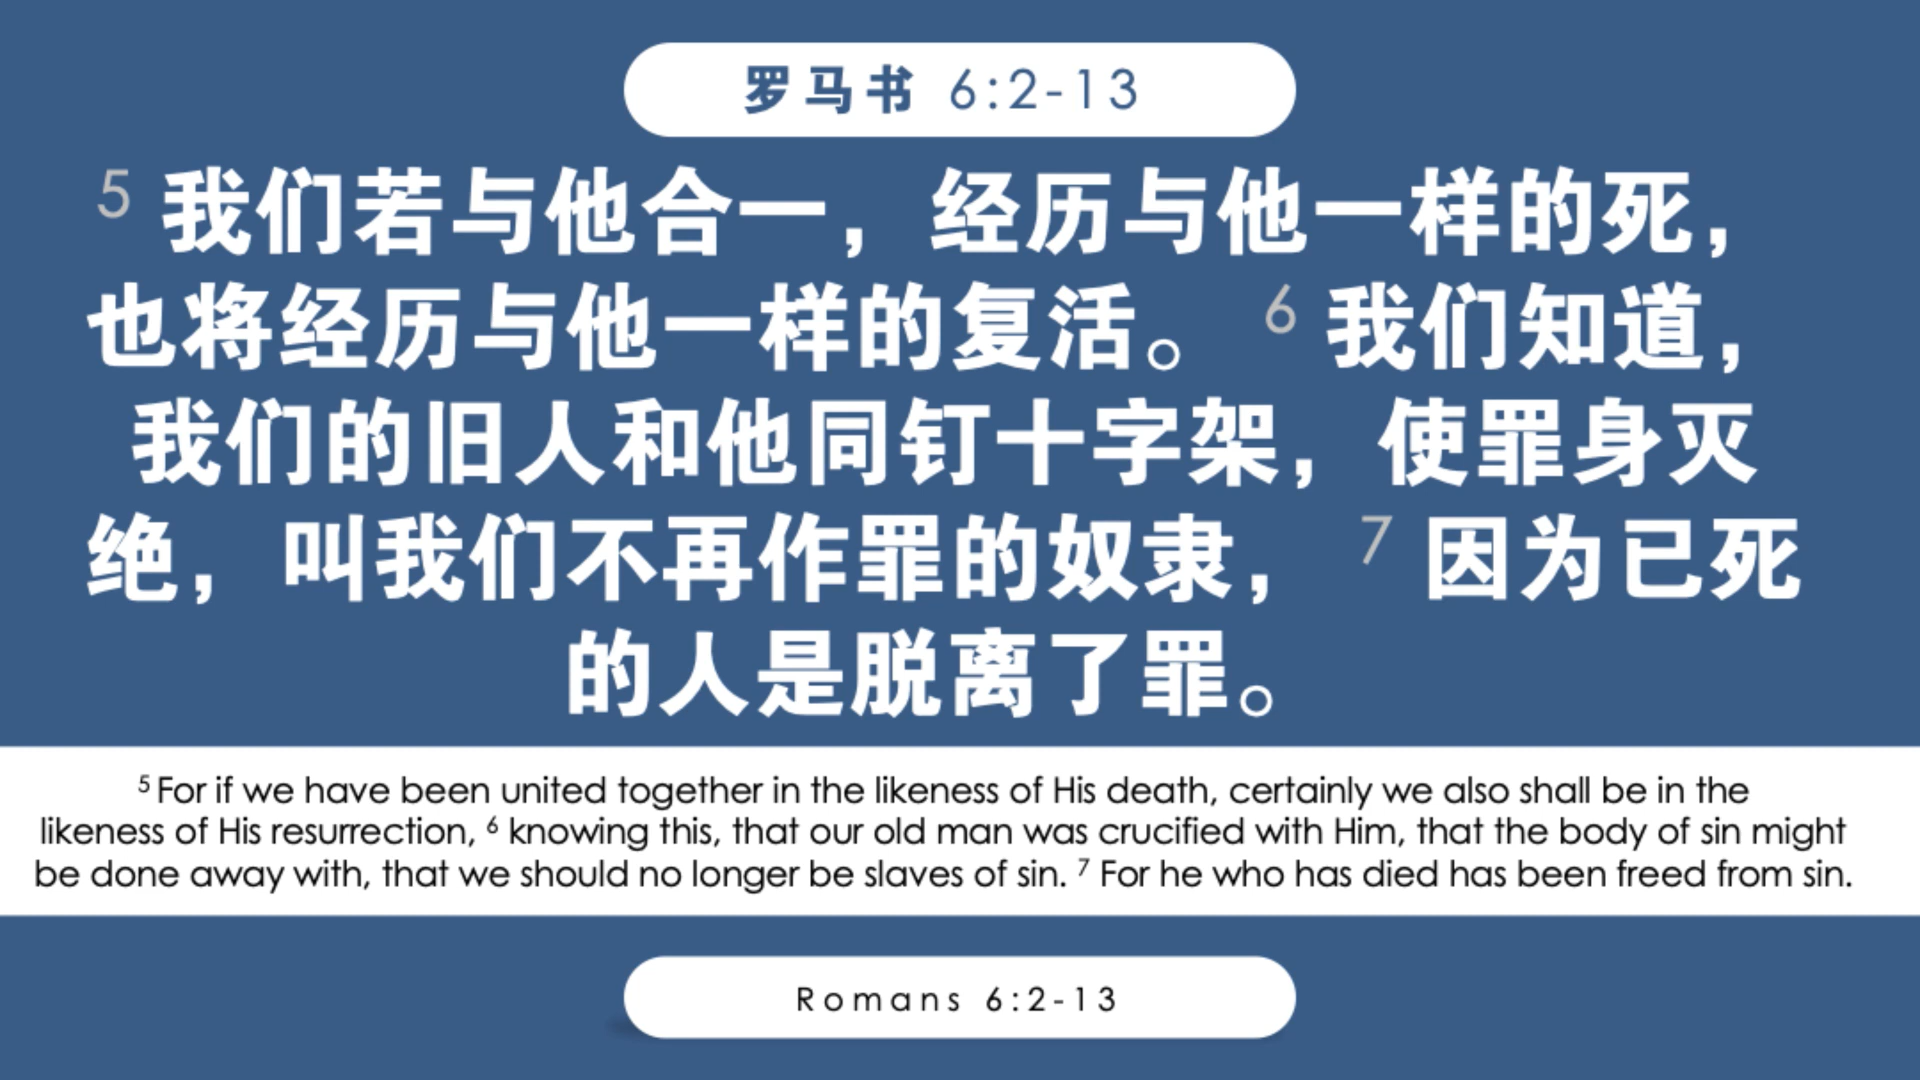 罗马书 6:2-13
5 我们若与他合一，经历与他一样的死，
也将经历与他一样的复活。 6 我们知道，
我们的旧人和他同钉十字架，使罪身灭
绝，叫我们不再作罪的奴隶， 7 因为已死
的人是脱离了罪。
5 For if we have been united together in the likeness of His death, certainly we also shall be in the
likeness of His resurrection, 6 knowing this, that our old man was crucified with Him, that the body of sin might
be done away with, that we should no longer be slaves of sin. 7 For he who has died has been freed from sin.
Romans 6:2-13